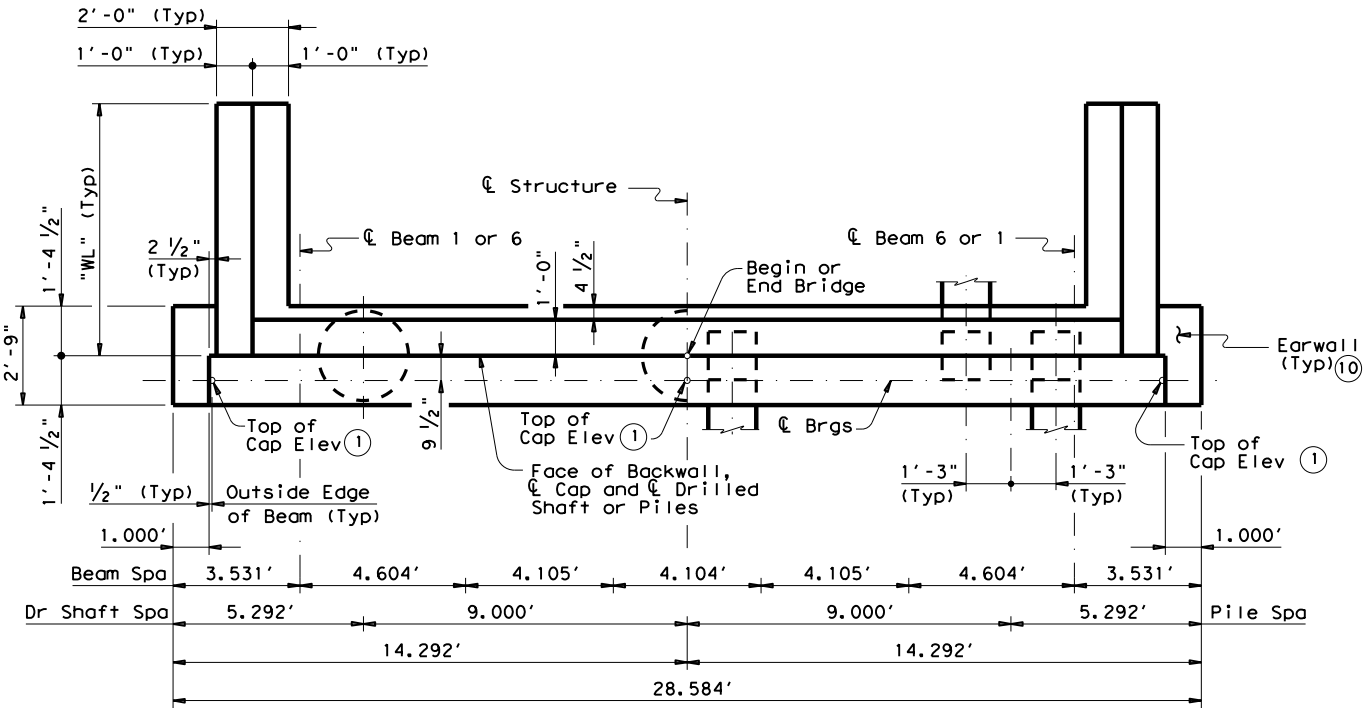 2'-0" (Typ)
1'-0" (Typ)
1'-0" (Typ)
"WL" (Typ)
℄ Structure
1'-4 1/2"
2 1/2"
(Typ)
℄ Beam 1 or 6
1'-0"
4 1/2"
℄ Beam 6 or 1
Begin or
End Bridge
2'-9"
Earwall
(Typ) 10
1'-4 1/2"
Top of
Cap Elev 1
9 1/2"
Top of
Cap Elev 1
℄ Brgs
Top of
Cap Elev 1
Face of Backwall,
℄ Cap and ℄ Drilled
Shaft or Piles
1'-3"
(Typ)
1'-3"
(Typ)
1/2" (Typ)
Outside Edge
of Beam (Typ)
1.000'
1.000'
Beam Spa 3.531' 4.604' 4.105' 4.104' 4.105' 4.604' 3.531'
Dr Shaft Spa 5.292' 9.000' 9.000' 5.292' Pile Spa
14.292' 14.292'
28.584'